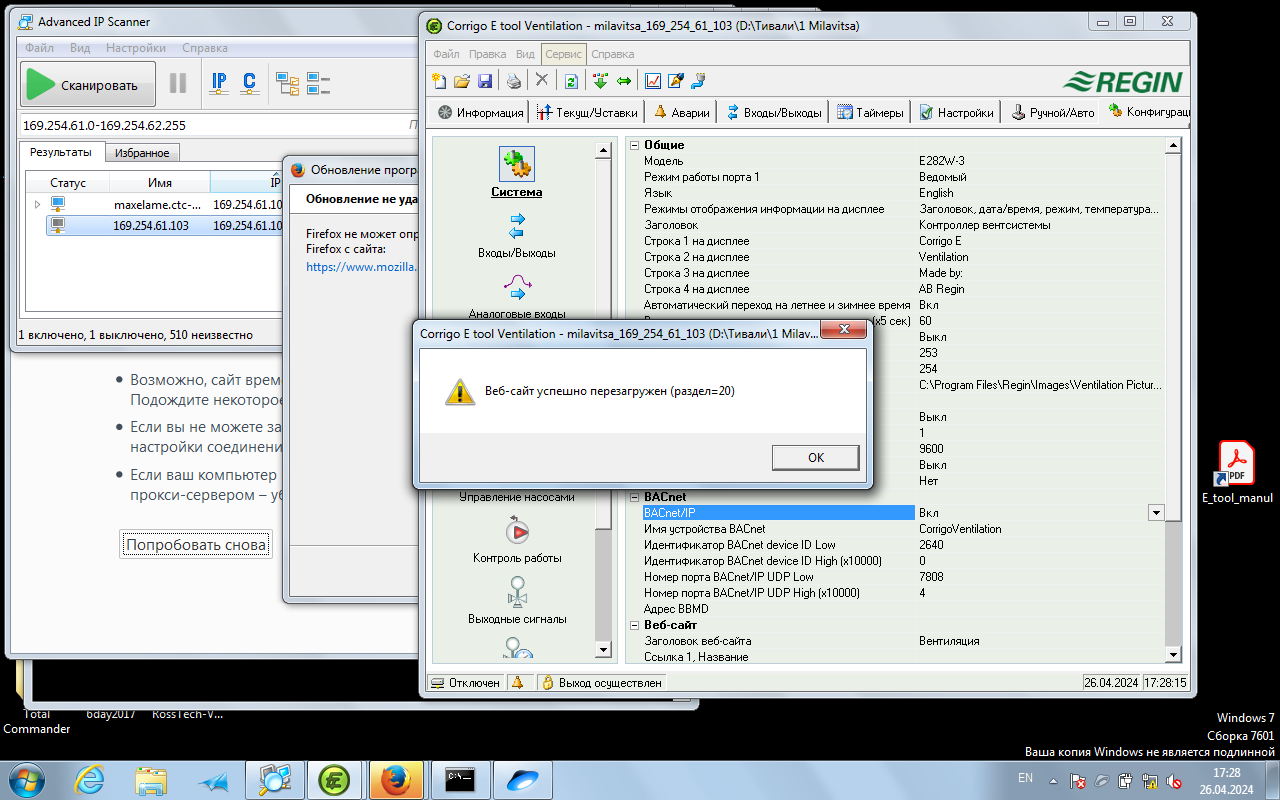 Advanced IP Scanner
Файл Вид Настройки Справка
Сканировать
IP
C
169.254.61.0-169.254.62.255
Результаты
Избранное
Статус Имя IP
maxelame.ctc-... 169.254.61.10
169.254.61.103 169.254.61.10
1 включено, 1 выключено, 510 неизвестно
Возможно, сайт врем
Подождите некоторое
Если вы не можете за
настройки соединени
Если ваш компьютер
прокси-сервером – уб
Попробовать снова
Обновление прогр
Обновление не уда
Firefox не может опр
Firefox с сайта:
https://www.mozilla.
Corrigo E tool Ventilation - milavitsa_169_254_61_103 (D:\Тивали\1 Milavitsa)
Файл Правка Вид Сервис Справка
REGIN
Информация Текущ/Уставки Аварии Входы/Выходы Таймеры Настройки Ручной/Авто Конфигурац
Система
Входы/Выходы
Аналоговые входы
Управление насосами
Контроль работы
Выходные сигналы
Общие
Модель E282W-3
Режим работы порта 1 Ведомый
Язык English
Режимы отображения информации на дисплее Заголовок, дата/время, режим, температура...
Заголовок Контроллер вентсистемы
Строка 1 на дисплее Corrigo E
Строка 2 на дисплее Ventilation
Строка 3 на дисплее Made by:
Строка 4 на дисплее AB Regin
Автоматический переход на летнее и зимнее время Вкл
(x5 сек) 60
Выкл
253
254
C:\Program Files\Regin\Images\Ventilation Pictur...
Выкл
1
9600
Выкл
Нет
BACnet
BACnet/IP Вкл
Имя устройства BACnet CorrigoVentilation
Идентификатор BACnet device ID Low 2640
Идентификатор BACnet device ID High (x10000) 0
Номер порта BACnet/IP UDP Low 7808
Номер порта BACnet/IP UDP High (x10000) 4
Адрес BBMD
Веб-сайт
Заголовок веб-сайта Вентиляция
Ссылка 1, Название
Отключен
Выход осуществлен
26.04.2024 17:28:15
Corrigo E tool Ventilation - milavitsa_169_254_61_103 (D:\Тивали\1 Milav...
Веб-сайт успешно перезагружен (раздел=20)
OK
PDF
E_tool_manul
Total
Commander
6day2017
RossTech-V...
Windows 7
Сборка 7601
Ваша копия Windows не является подлинной
C:\_
EN
17:28
26.04.2024